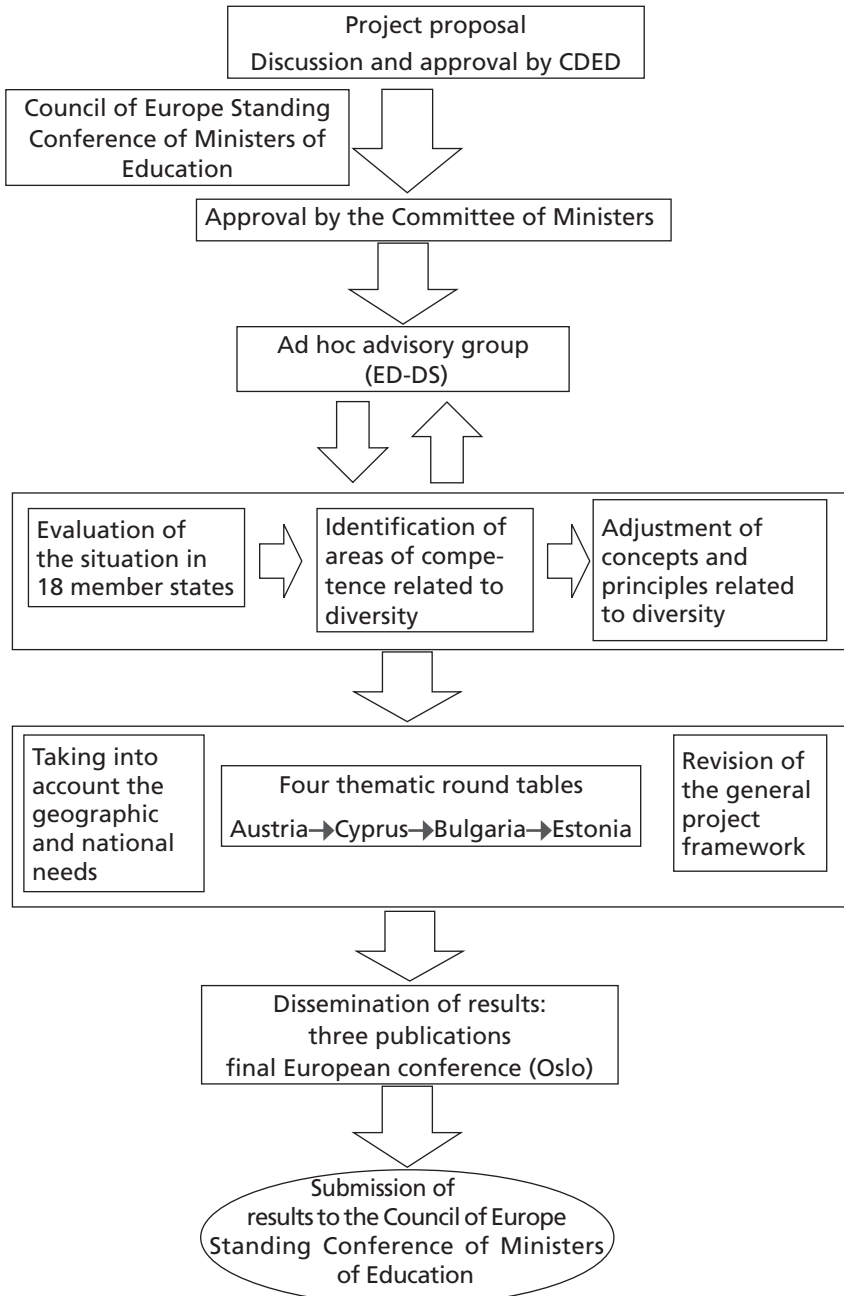 Project proposal
Discussion and approval by CDED
Council of Europe Standing
Conference of Ministers of
Education
Approval by the Committee of Ministers
Ad hoc advisory group
(ED-DS)
Evaluation of
the situation in
18 member states
Identification of
areas of compe-
tence related to
diversity
Adjustment of
concepts and
principles related
to diversity
Taking into
account the
geographic
and national
needs
Four thematic round tables
Austria→Cyprus→Bulgaria→Estonia
Revision of
the general
project
framework
Dissemination of results:
three publications
final European conference (Oslo)
Submission of
results to the Council of Europe
Standing Conference of Ministers
of Education